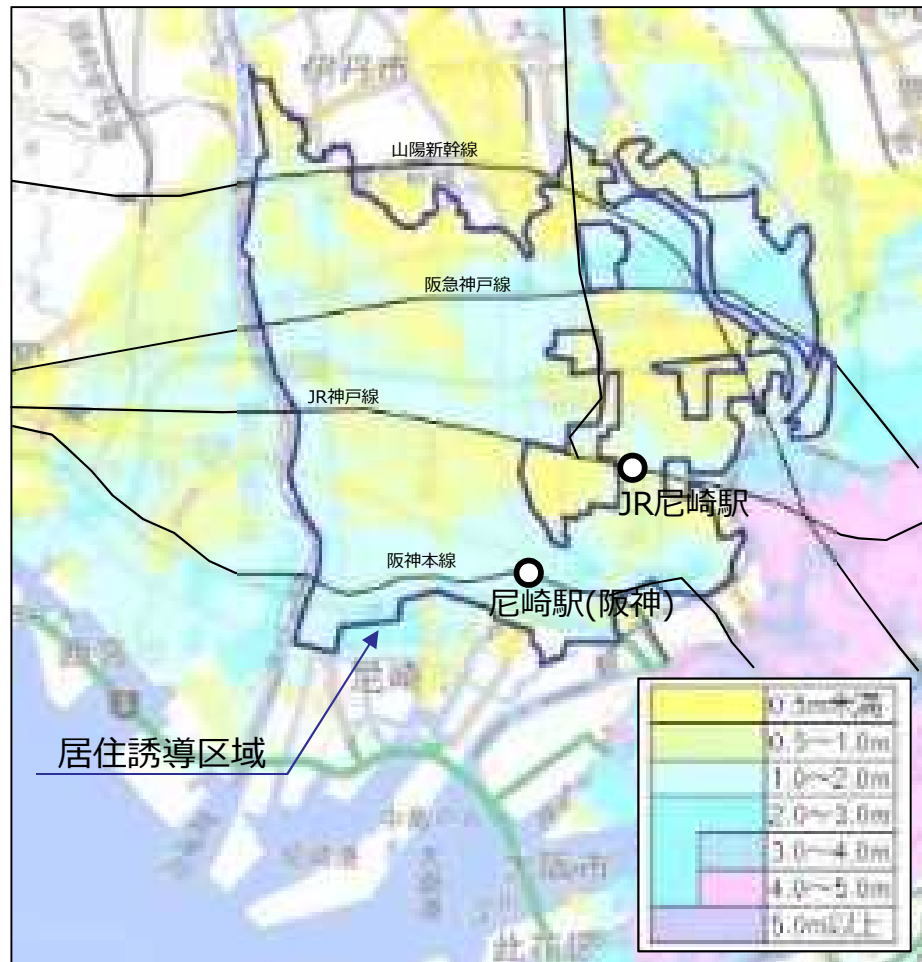 伊丹市
山陽新幹線
阪急神戸線
JR神戸線
JR尼崎駅
阪神本線
尼崎駅(阪神)
尼崎
居住誘導区域
0.5m未満
0.5～1.0m
1.0～2.0m
2.0～3.0m
3.0～4.0m
4.0～5.0m
5.0m以上
此花区